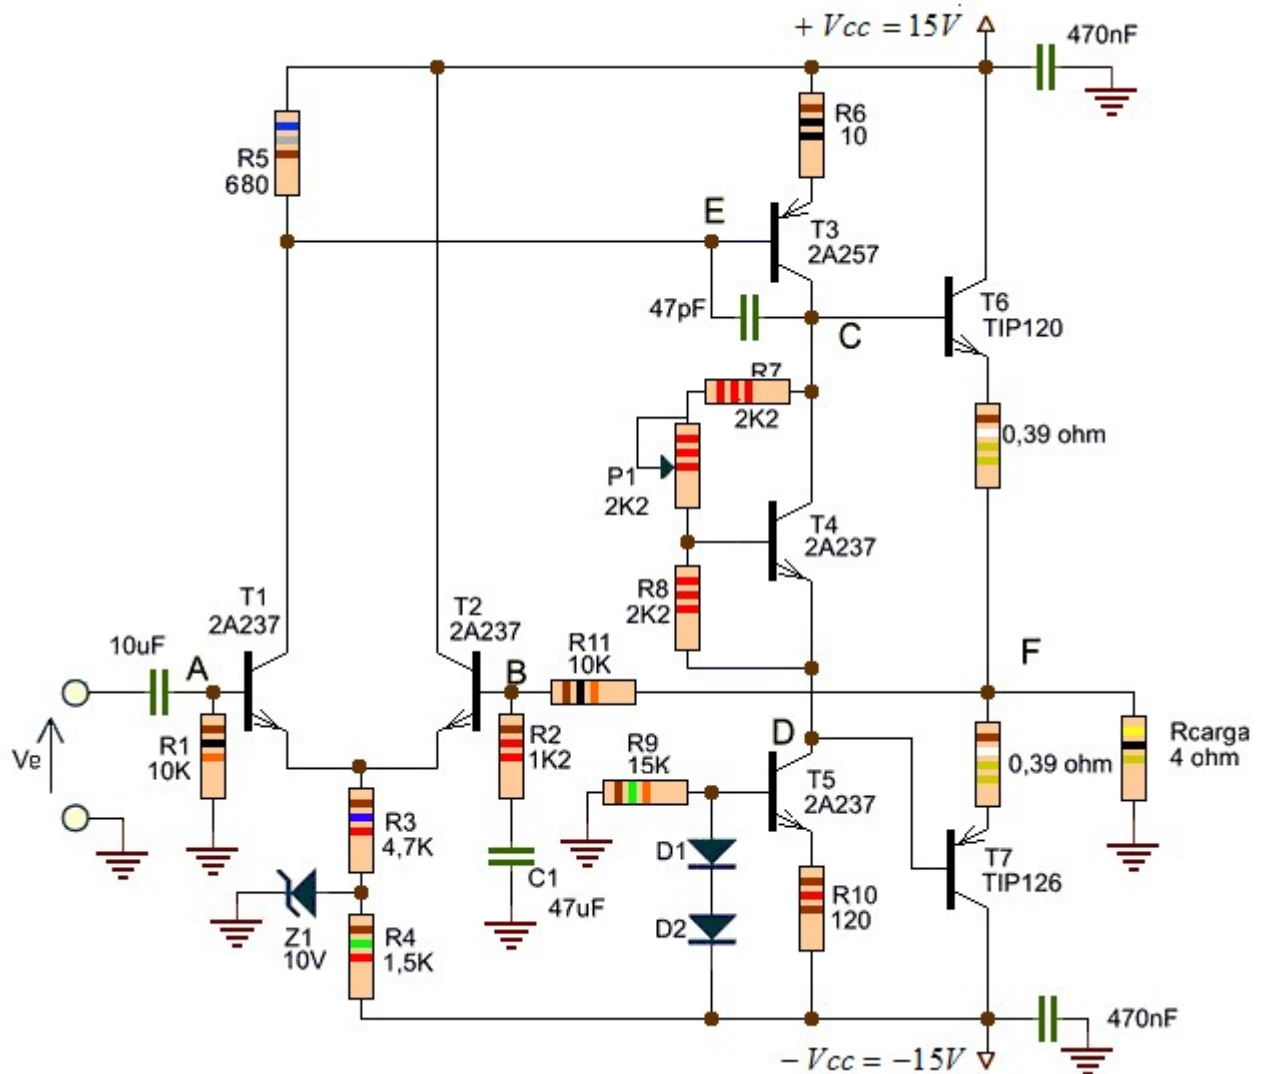 + Vcc = 15V
470nF
R6
10
R5
680
E
T3
2A257
47pF
C
T6
TIP120
R7
2K2
0,39 ohm
P1
2K2
T4
2A237
R8
2K2
T1
2A237
T2
2A237
10uF
A
B
R11
10K
F
Ve
R1
10K
R2
1K2
D
R9
15K
T5
2A237
0,39 ohm
Rcarga
4 ohm
R3
4,7K
D1
C1
47uF
T7
TIP126
Z1
10V
R4
1,5K
D2
R10
120
470nF
− Vcc = −15V